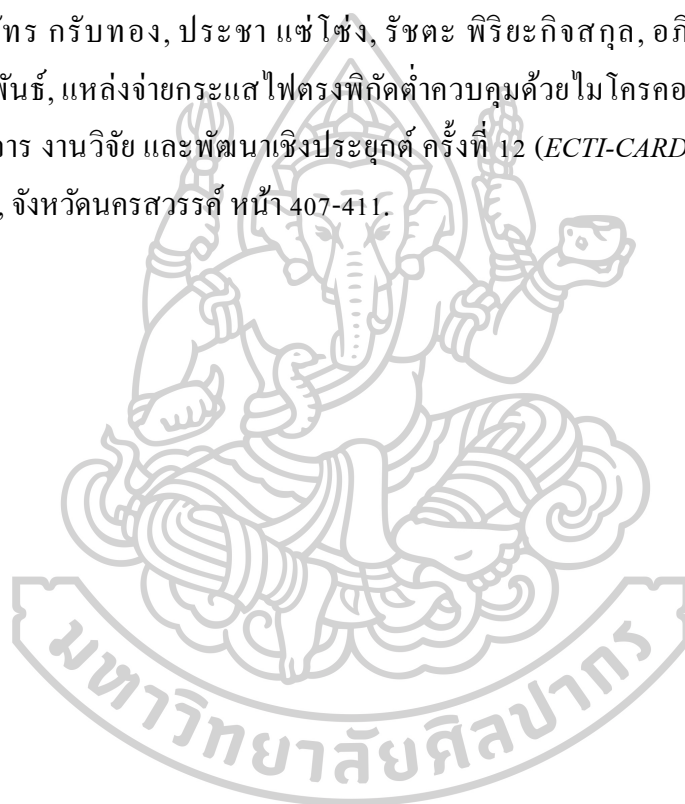 ัทร กรับทอง, ประชา แซ่โซ่ง, รัชตะ พิริยะกิจสกุล, อภิ
พันธ์, แหล่งจ่ายกระแสไฟตรงพิกัดต่ำควบคุมด้วยไมโครคอ
การ งานวิจัย และพัฒนาเชิงประยุกต์ ครั้งที่ 12 (ECTI-CARD
, จังหวัดนครสวรรค์ หน้า 407-411.
มหาวิทยาลัยศิลปากร